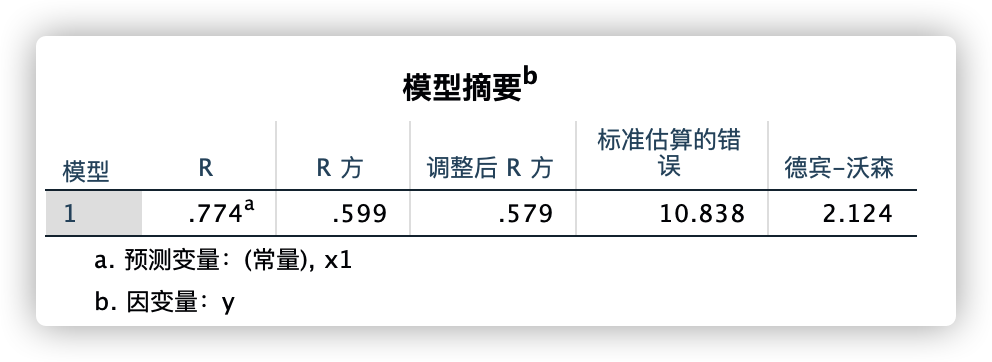 模型摘要b
模型 R R 方 调整后 R 方 标准估算的错误 德宾-沃森
1 .774a .599 .579 10.838 2.124
a. 预测变量：(常量), x1
b. 因变量：y